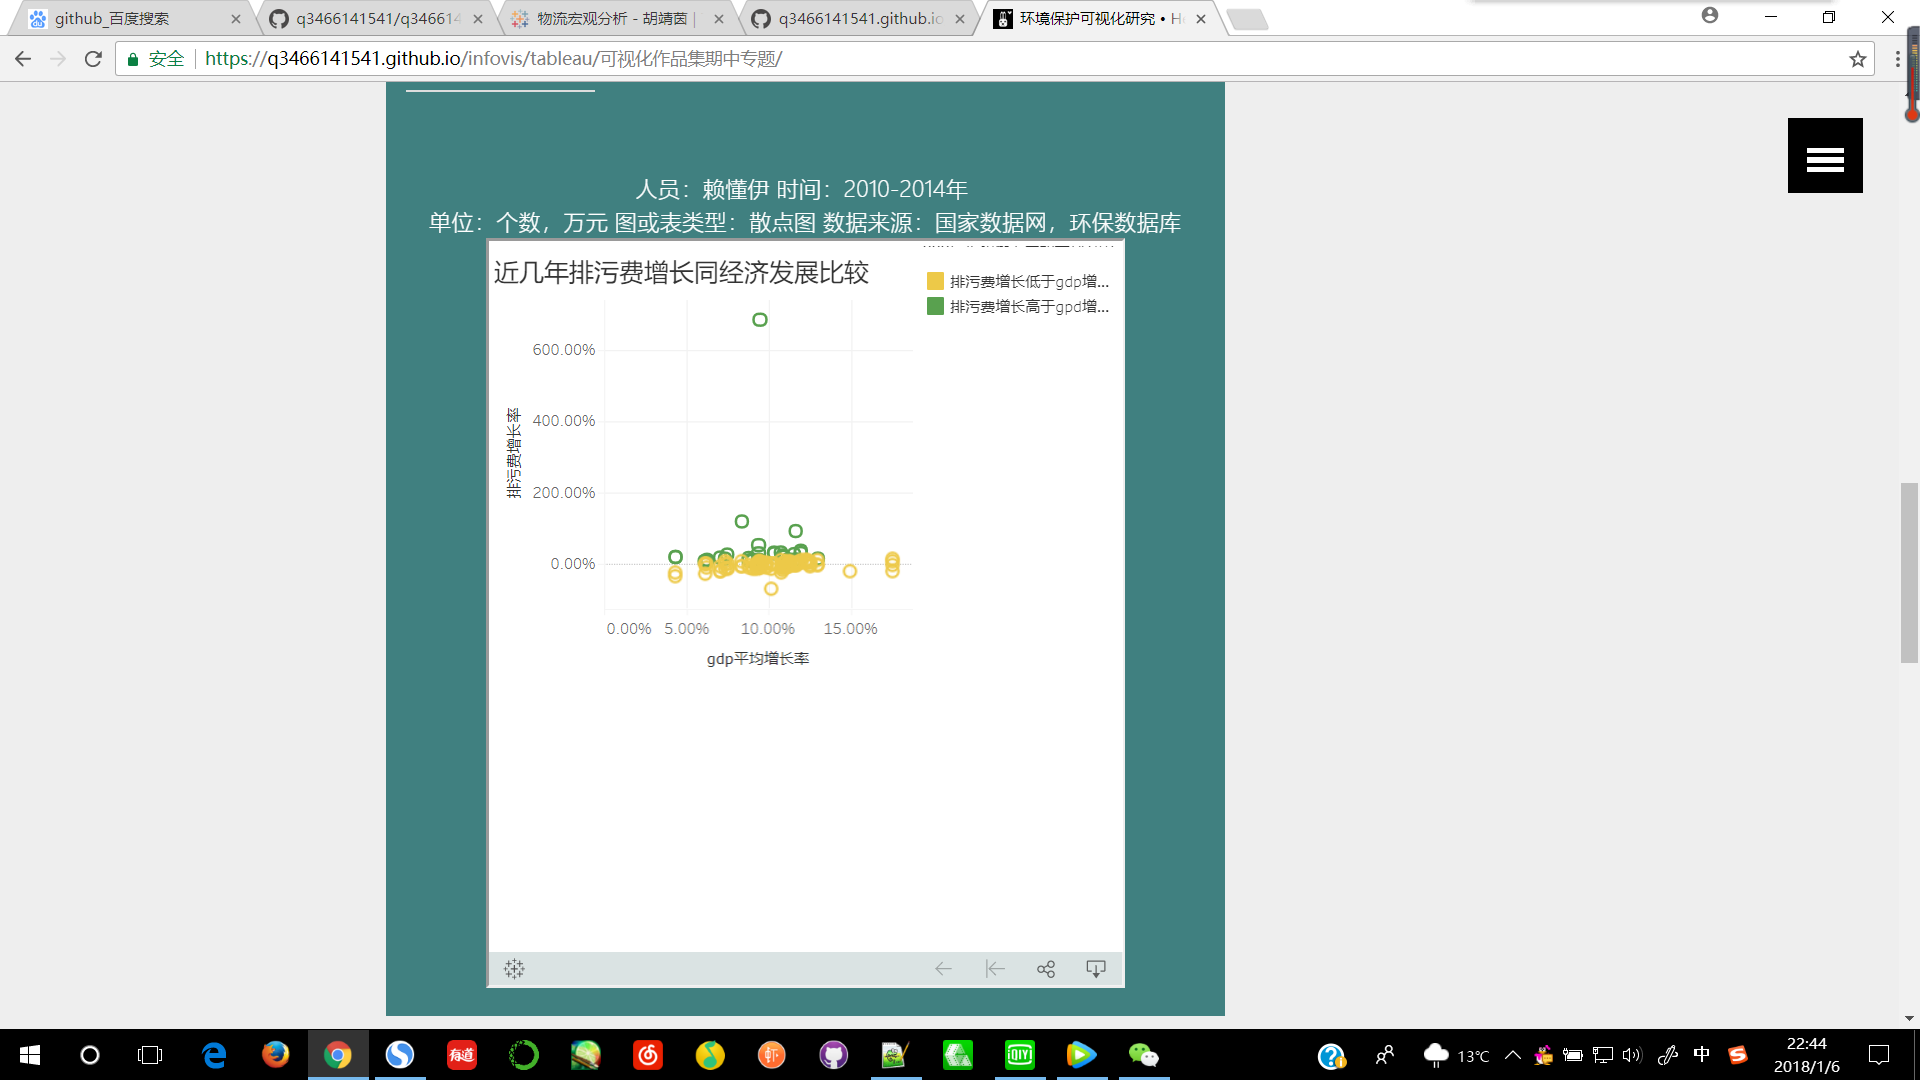 github_百度搜索
q3466141541/q34661
物流宏观分析 - 胡靖茵 |
q3466141541.github.io
环境保护可视化研究 • He
安全
https://q3466141541.github.io/infovis/tableau/可视化作品集期中专题/
人员：赖懂伊 时间：2010-2014年
单位：个数，万元 图或表类型：散点图 数据来源：国家数据网，环保数据库
近几年排污费增长同经济发展比较
排污费增长低于gdp增...
排污费增长高于gpd增...
600.00%
400.00%
200.00%
0.00%
排污费增长率
0.00% 5.00% 10.00% 15.00%
gdp平均增长率
有道
iQIYI
13℃
中
22:44
2018/1/6